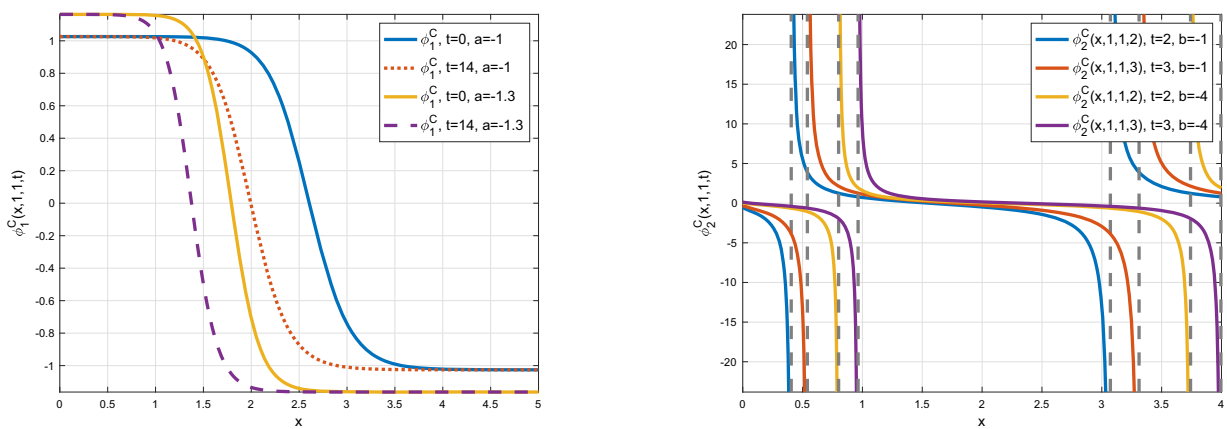 ϕ₁ᶜ(x,1,1,t)
1
0.8
0.6
0.4
0.2
0
-0.2
-0.4
-0.6
-0.8
-1
0 0.5 1 1.5 2 2.5 3 3.5 4 4.5 5
x
ϕ₁ᶜ, t=0, a=-1
ϕ₁ᶜ, t=14, a=-1
ϕ₁ᶜ, t=0, a=-1.3
ϕ₁ᶜ, t=14, a=-1.3
ϕ₂ᶜ(x,1,1,t)
20
15
10
5
0
-5
-10
-15
-20
0 0.5 1 1.5 2 2.5 3 3.5 4
x
ϕ₂ᶜ(x,1,1,2), t=2, b=-1
ϕ₂ᶜ(x,1,1,3), t=3, b=-1
ϕ₂ᶜ(x,1,1,2), t=2, b=-4
ϕ₂ᶜ(x,1,1,3), t=3, b=-4